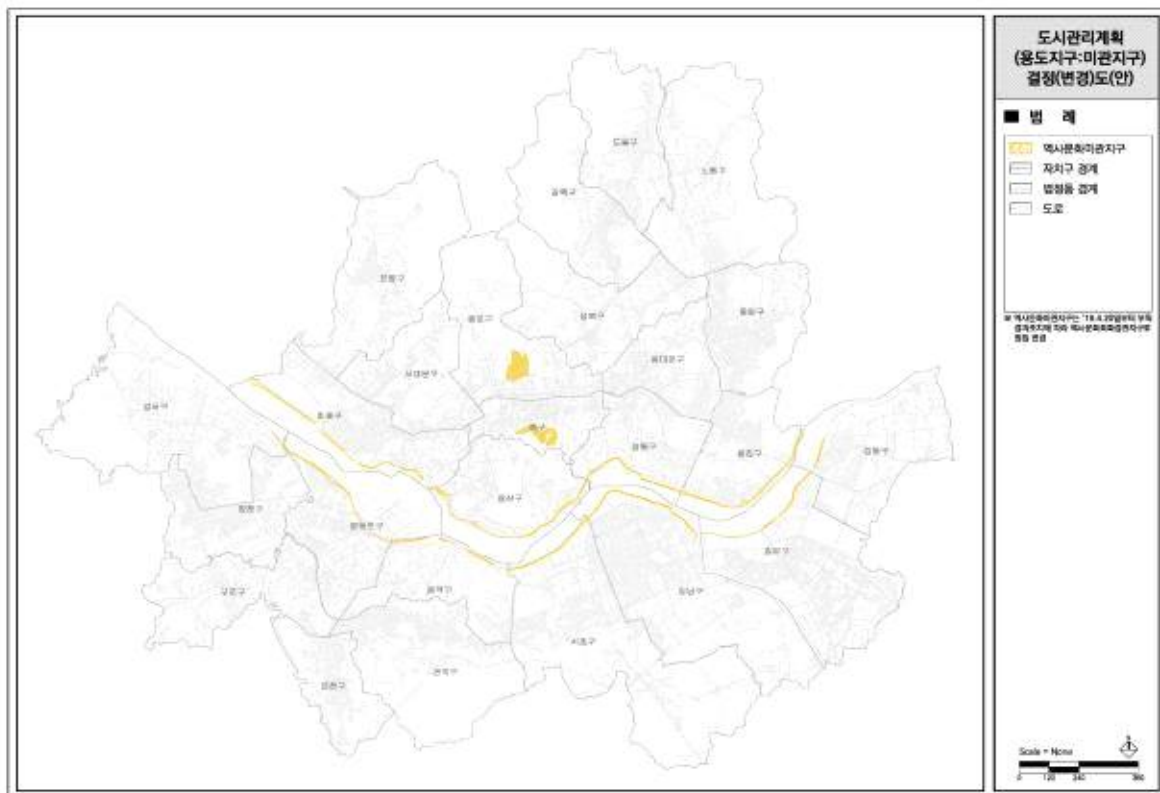 도시관리계획
(용도지구:미관지구)
결정(변경)도(안)
■ 범 례
역사문화미관지구
자치구 경계
법정동 경계
도로
도봉구
노원구
강북구
은평구
종로구
성북구
중랑구
서대문구
동대문구
강서구
마포구
중구
성동구
광진구
강동구
용산구
양천구
영등포구
송파구
구로구
동작구
강남구
서초구
금천구
관악구
Scale = None
0 120 240